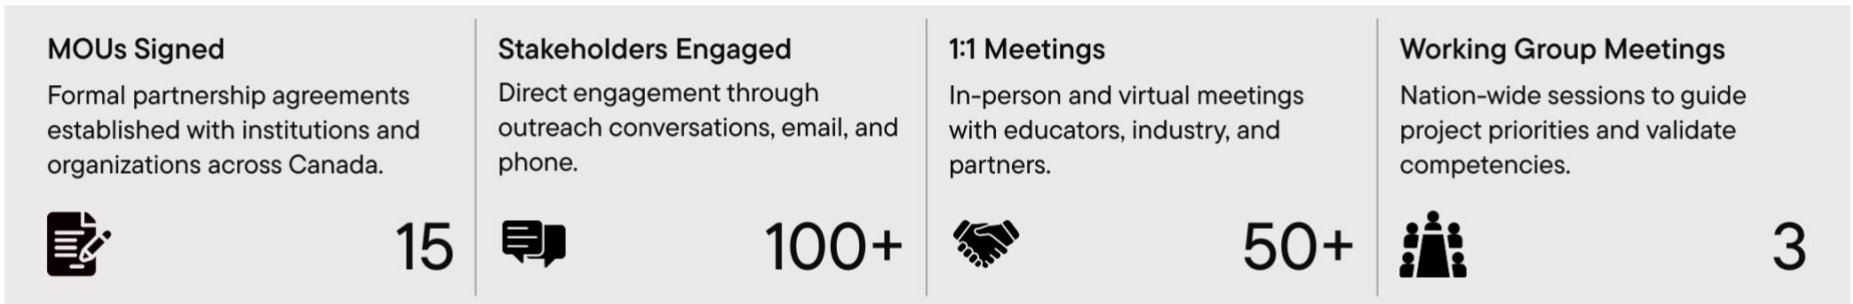 MOUs Signed
Formal partnership agreements
established with institutions and
organizations across Canada.
15
Stakeholders Engaged
Direct engagement through
outreach conversations, email, and
phone.
100+
1:1 Meetings
In-person and virtual meetings
with educators, industry, and
partners.
50+
Working Group Meetings
Nation-wide sessions to guide
project priorities and validate
competencies.
3